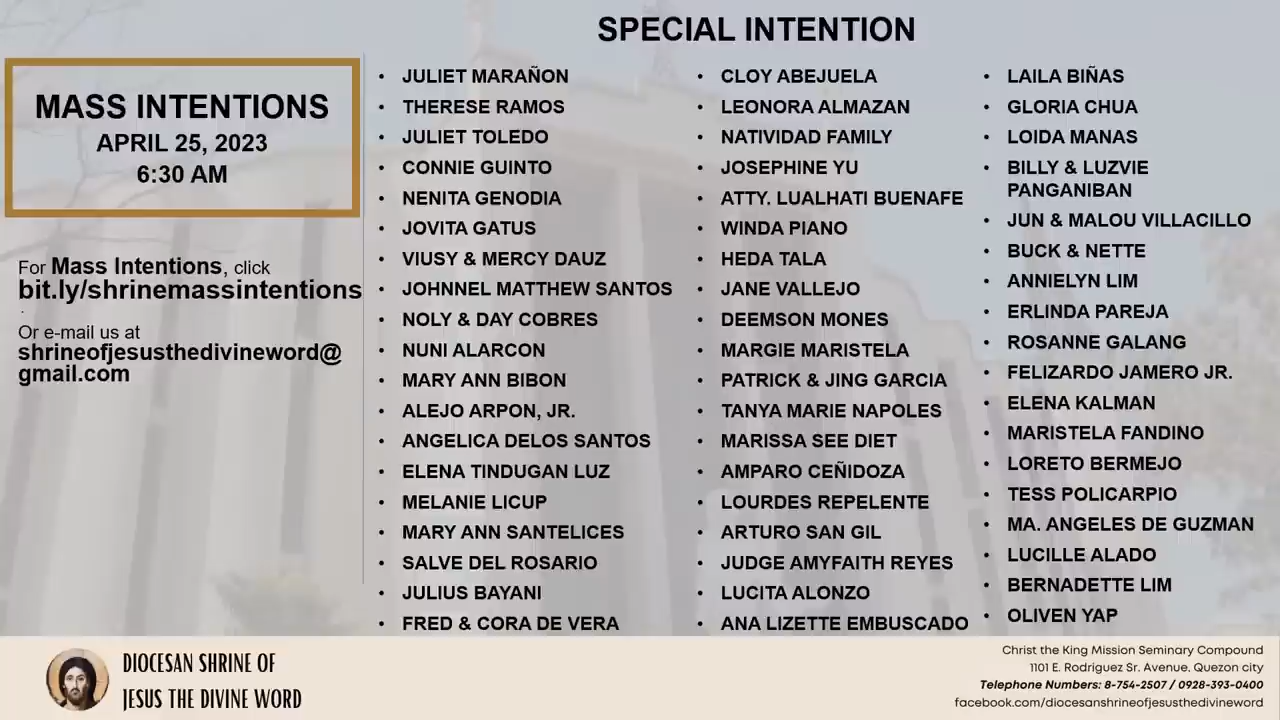 SPECIAL INTENTION
MASS INTENTIONS
APRIL 25, 2023
6:30 AM
For Mass Intentions, click
bit.ly/shrinemassintentions
.
Or e-mail us at
shrineofjesusthedivineword@
gmail.com
• JULIET MARAÑON
• THERESE RAMOS
• JULIET TOLEDO
• CONNIE GUINTO
• NENITA GENODIA
• JOVITA GATUS
• VIUSY & MERCY DAUZ
• JOHNNEL MATTHEW SANTOS
• NOLY & DAY COBRES
• NUNI ALARCON
• MARY ANN BIBON
• ALEJO ARPON, JR.
• ANGELICA DELOS SANTOS
• ELENA TINDUGAN LUZ
• MELANIE LICUP
• MARY ANN SANTELICES
• SALVE DEL ROSARIO
• JULIUS BAYANI
• FRED & CORA DE VERA
• CLOY ABEJUELA
• LEONORA ALMAZAN
• NATIVIDAD FAMILY
• JOSEPHINE YU
• ATTY. LUALHATI BUENAFE
• WINDA PIANO
• HEDA TALA
• JANE VALLEJO
• DEEMSON MONES
• MARGIE MARISTELA
• PATRICK & JING GARCIA
• TANYA MARIE NAPOLES
• MARISSA SEE DIET
• AMPARO CEÑIDOZA
• LOURDES REPELENTE
• ARTURO SAN GIL
• JUDGE AMYFAITH REYES
• LUCITA ALONZO
• ANA LIZETTE EMBUSCADO
• LAILA BIÑAS
• GLORIA CHUA
• LOIDA MANAS
• BILLY & LUZVIE
PANGANIBAN
• JUN & MALOU VILLACILLO
• BUCK & NETTE
• ANNIELYN LIM
• ERLINDA PAREJA
• ROSANNE GALANG
• FELIZARDO JAMERO JR.
• ELENA KALMAN
• MARISTELA FANDINO
• LORETO BERMEJO
• TESS POLICARPIO
• MA. ANGELES DE GUZMAN
• LUCILLE ALADO
• BERNADETTE LIM
• OLIVEN YAP
DIOCESAN SHRINE OF
JESUS THE DIVINE WORD
Christ the King Mission Seminary Compound
1101 E. Rodriguez Sr. Avenue, Quezon city
Telephone Numbers: 8-754-2507 / 0928-393-0400
facebook.com/diocesanshrineofjesusthedivineword